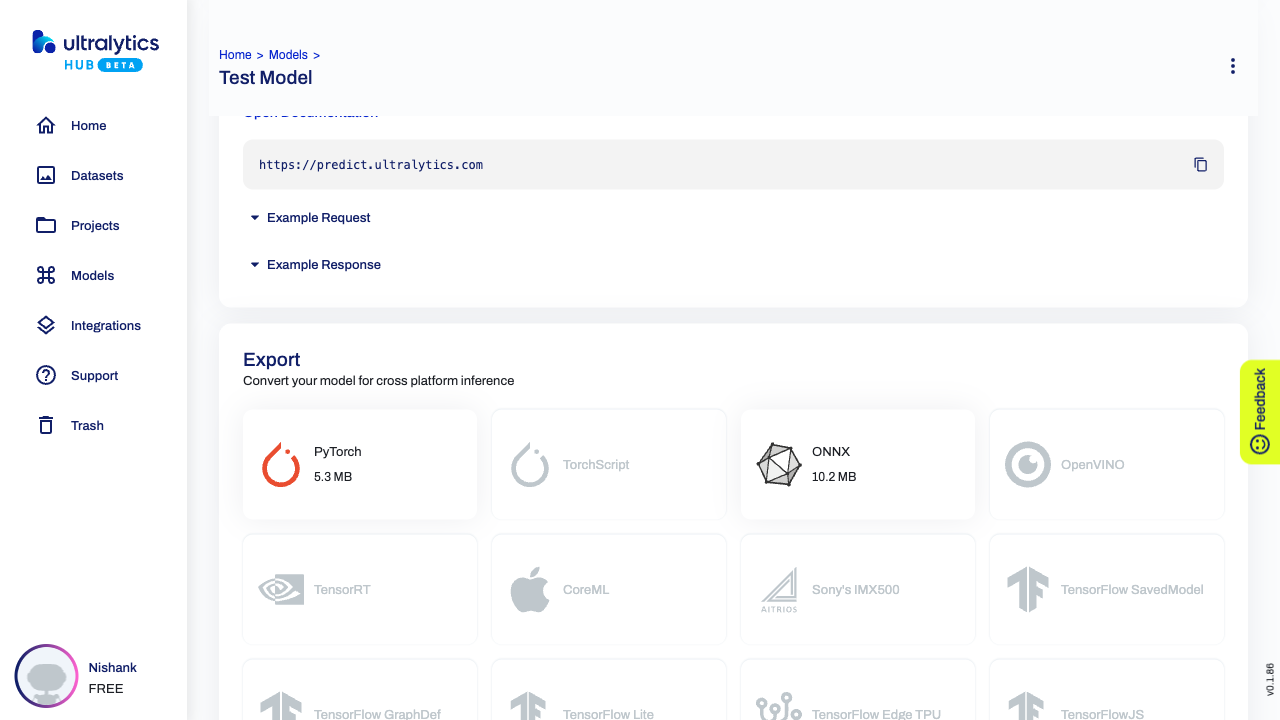 ultralytics
HUB BETA
Home
Datasets
Projects
Models
Integrations
Support
Trash
Nishank
FREE
Home > Models >
Test Model
Open Documentation
https://predict.ultralytics.com
Example Request
Example Response
Export
Convert your model for cross platform inference
PyTorch
5.3 MB
TorchScript
ONNX
10.2 MB
OpenVINO
TensorRT
CoreML
AITRIOS
Sony's IMX500
TensorFlow SavedModel
TensorFlow GraphDef
TensorFlow Lite
TensorFlow Edge TPU
TensorFlowJS
Feedback
v0.1.86